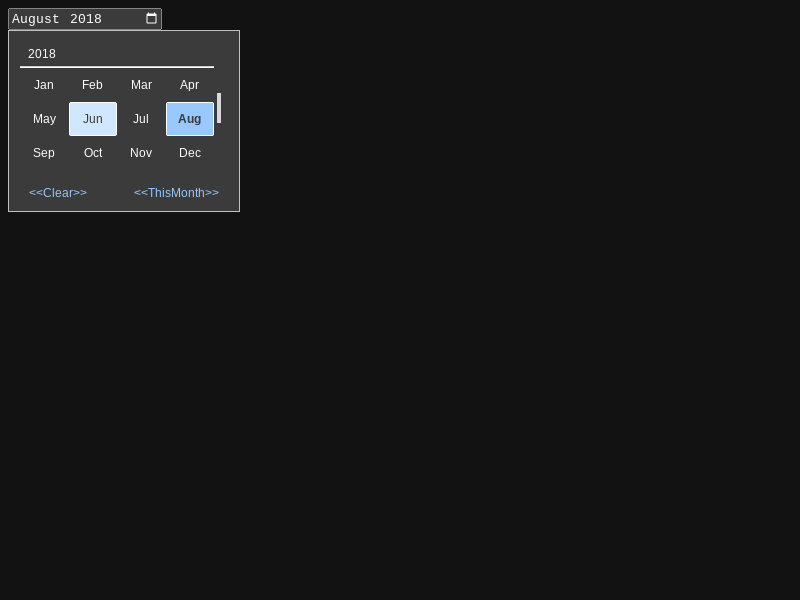 August 2018
2018
Jan Feb Mar Apr
May Jun Jul Aug
Sep Oct Nov Dec
<<Clear>> <<ThisMonth>>